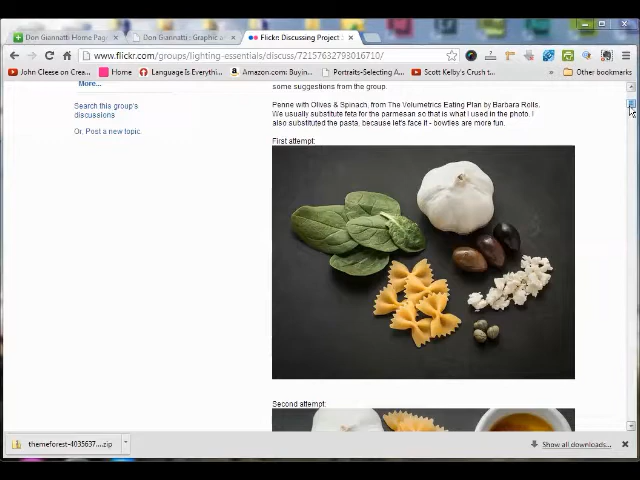 Don Giannatti Home Pag
Don Giannatti : Graphic a
Flickr: Discussing Project
www.flickr.com/groups/lighting-essentials/discuss/72157632793016710/
John Cleese on Crea...
Home
Language Is Everythi...
Amazon.com: Buyin...
Portraits-Selecting A...
Scott Kelby's Crush t...
»
Other bookmarks
More...
Search this group's
discussions
Or, Post a new topic.
some suggestions from the group.
Penne with Olives & Spinach, from The Volumetrics Eating Plan by Barbara Rolls.
We usually substitute feta for the parmesan so that is what I used in the photo. I
also substituted the pasta, because let's face it - bowties are more fun.
First attempt:
Second attempt:
themeforest-4035637....zip
Show all downloads...